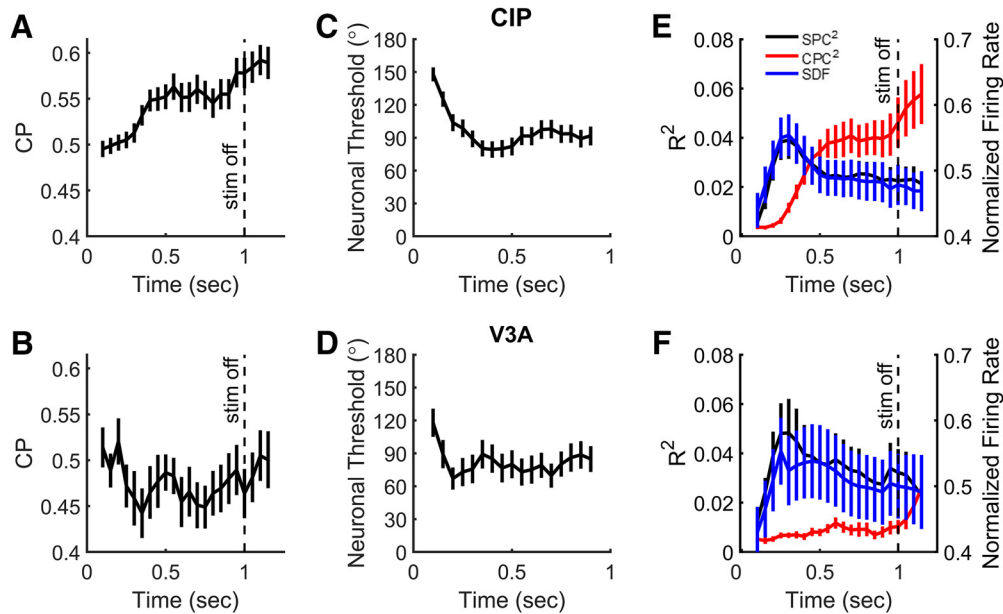 A
CP
0.6
0.55
0.5
0.45
0.4
stim off
0
0.5
1
Time (sec)
CIP
C
Neuronal Threshold (°)
180
150
120
90
60
30
0
0
0.5
1
Time (sec)
E
R²
0.08
0.06
0.04
0.02
0
SPC²
CPC²
SDF
stim off
0.7
0.6
0.5
0.4
Normalized Firing Rate
0
0.5
1
Time (sec)
B
CP
0.6
0.55
0.5
0.45
0.4
stim off
0
0.5
1
Time (sec)
V3A
D
Neuronal Threshold (°)
180
150
120
90
60
30
0
0
0.5
1
Time (sec)
F
R²
0.08
0.06
0.04
0.02
0
stim off
0.7
0.6
0.5
0.4
Normalized Firing Rate
0
0.5
1
Time (sec)